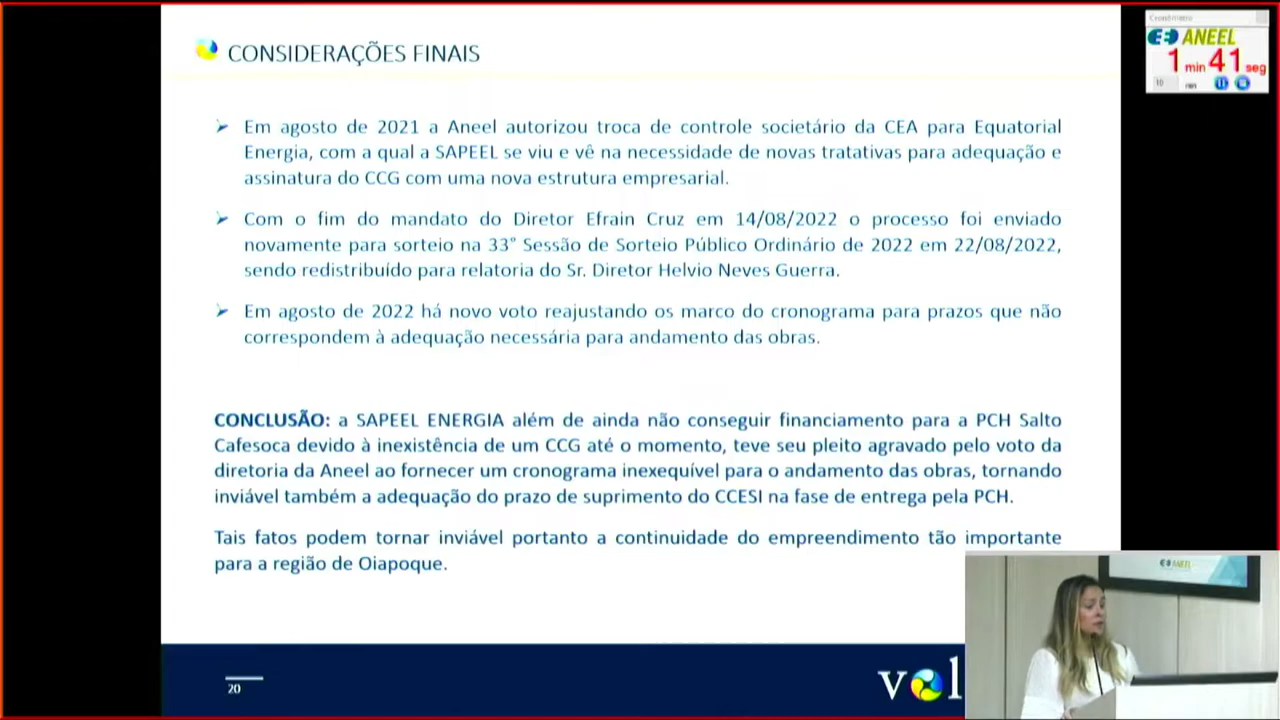 CONSIDERAÇÕES FINAIS
Cronômetro
ANEEL
1 min 41 seg
10 min
Em agosto de 2021 a Aneel autorizou troca de controle societário da CEA para Equatorial
Energia, com a qual a SAPEEL se viu e vê na necessidade de novas tratativas para adequação e
assinatura do CCG com uma nova estrutura empresarial.
Com o fim do mandato do Diretor Efrain Cruz em 14/08/2022 o processo foi enviado
novamente para sorteio na 33° Sessão de Sorteio Público Ordinário de 2022 em 22/08/2022,
sendo redistribuído para relatoria do Sr. Diretor Helvio Neves Guerra.
Em agosto de 2022 há novo voto reajustando os marco do cronograma para prazos que não
correspondem à adequação necessária para andamento das obras.
CONCLUSÃO: a SAPEEL ENERGIA além de ainda não conseguir financiamento para a PCH Salto
Cafesoca devido à inexistência de um CCG até o momento, teve seu pleito agravado pelo voto da
diretoria da Aneel ao fornecer um cronograma inexequível para o andamento das obras, tornando
inviável também a adequação do prazo de suprimento do CCESI na fase de entrega pela PCH.
Tais fatos podem tornar inviável portanto a continuidade do empreendimento tão importante
para a região de Oiapoque.
ANEEL
20
vol